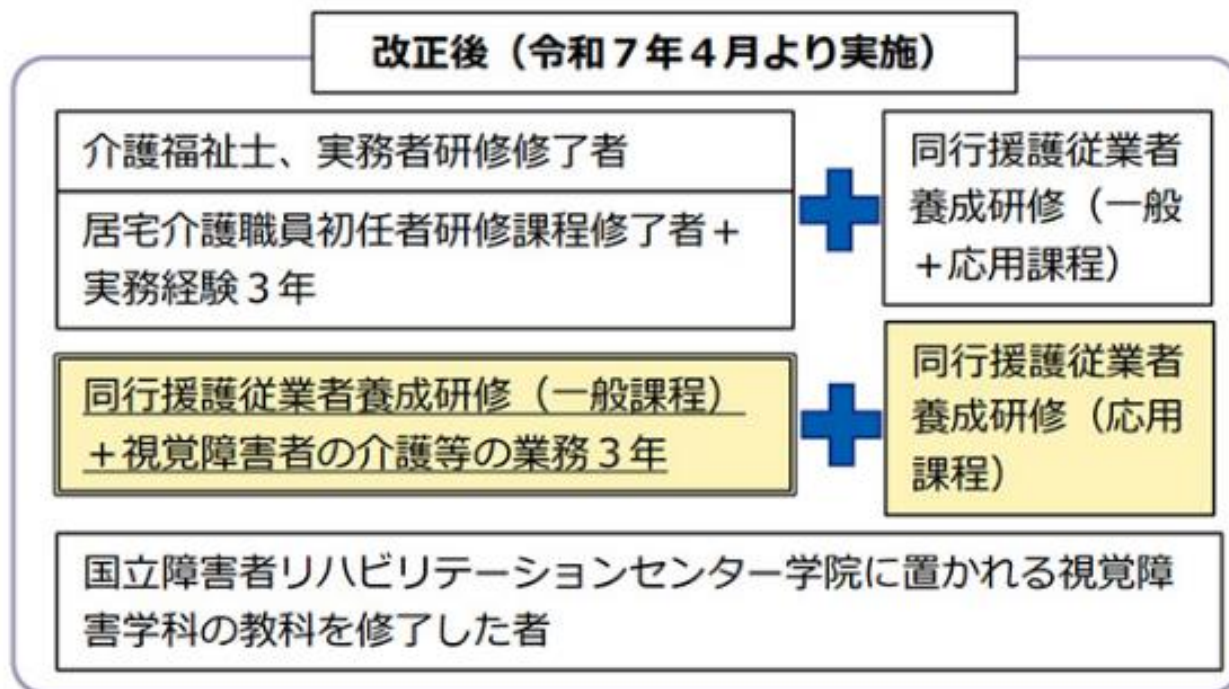 改正後（令和７年４月より実施）
介護福祉士、実務者研修修了者
居宅介護職員初任者研修課程修了者＋
実務経験３年
同行援護従業者
養成研修（一般
＋応用課程）
同行援護従業者養成研修（一般課程）
＋視覚障害者の介護等の業務３年
同行援護従業者
養成研修（応用
課程）
国立障害者リハビリテーションセンター学院に置かれる視覚障
害学科の教科を修了した者